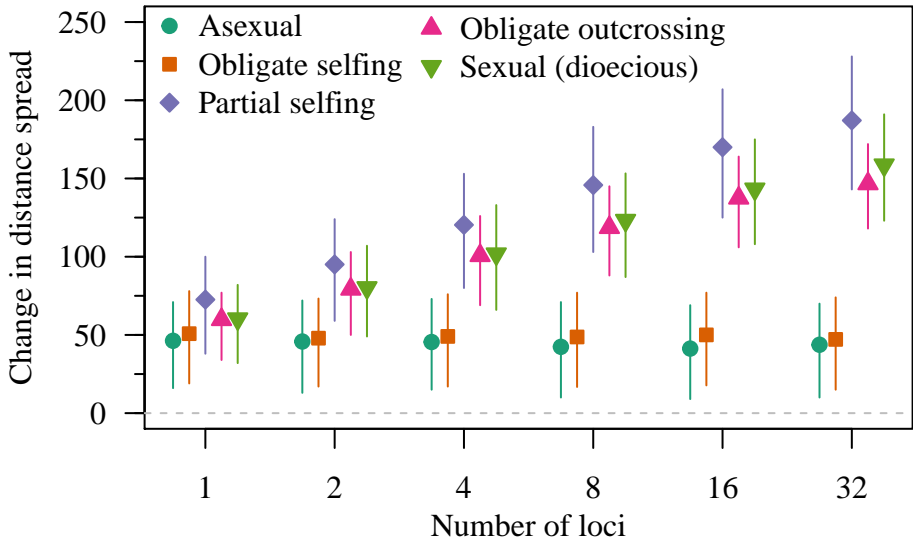 Change in distance spread
250
200
150
100
50
0
Asexual
Obligate selfing
Partial selfing
Obligate outcrossing
Sexual (dioecious)
1 2 4 8 16 32
Number of loci